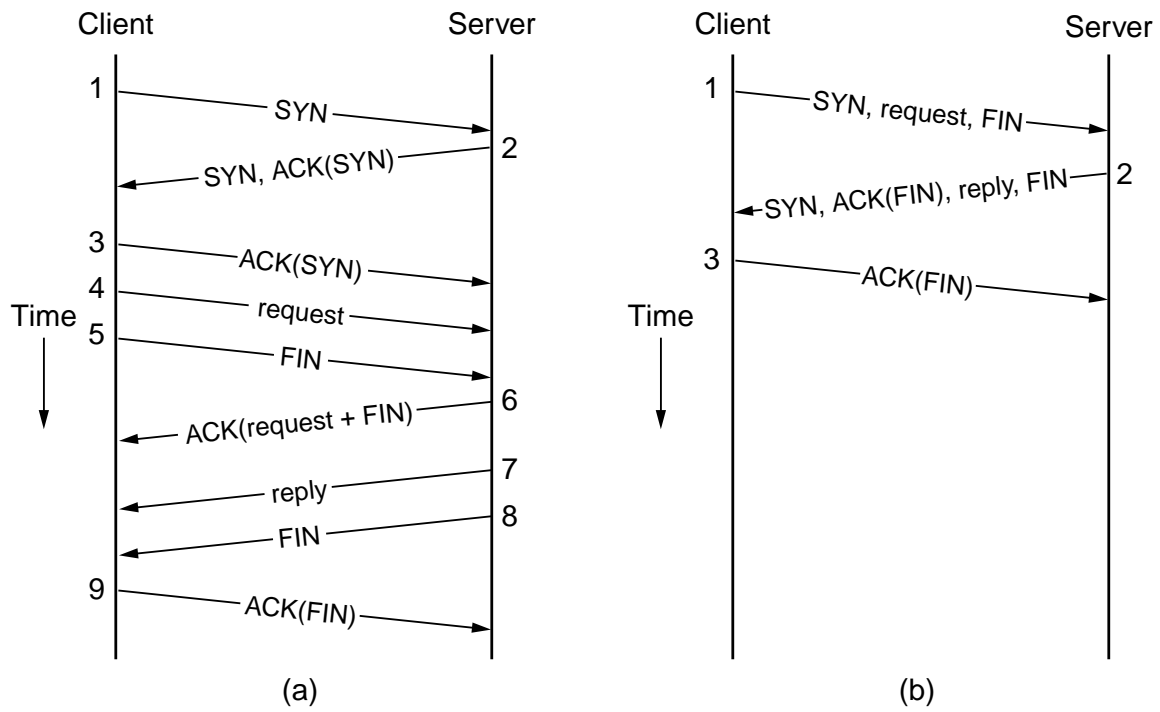 Client
Server
1
SYN
2
SYN, ACK(SYN)
3
ACK(SYN)
4
request
Time
5
FIN
6
ACK(request + FIN)
7
reply
8
FIN
9
ACK(FIN)
(a)
Client
Server
1
SYN, request, FIN
2
SYN, ACK(FIN), reply, FIN
3
ACK(FIN)
Time
(b)